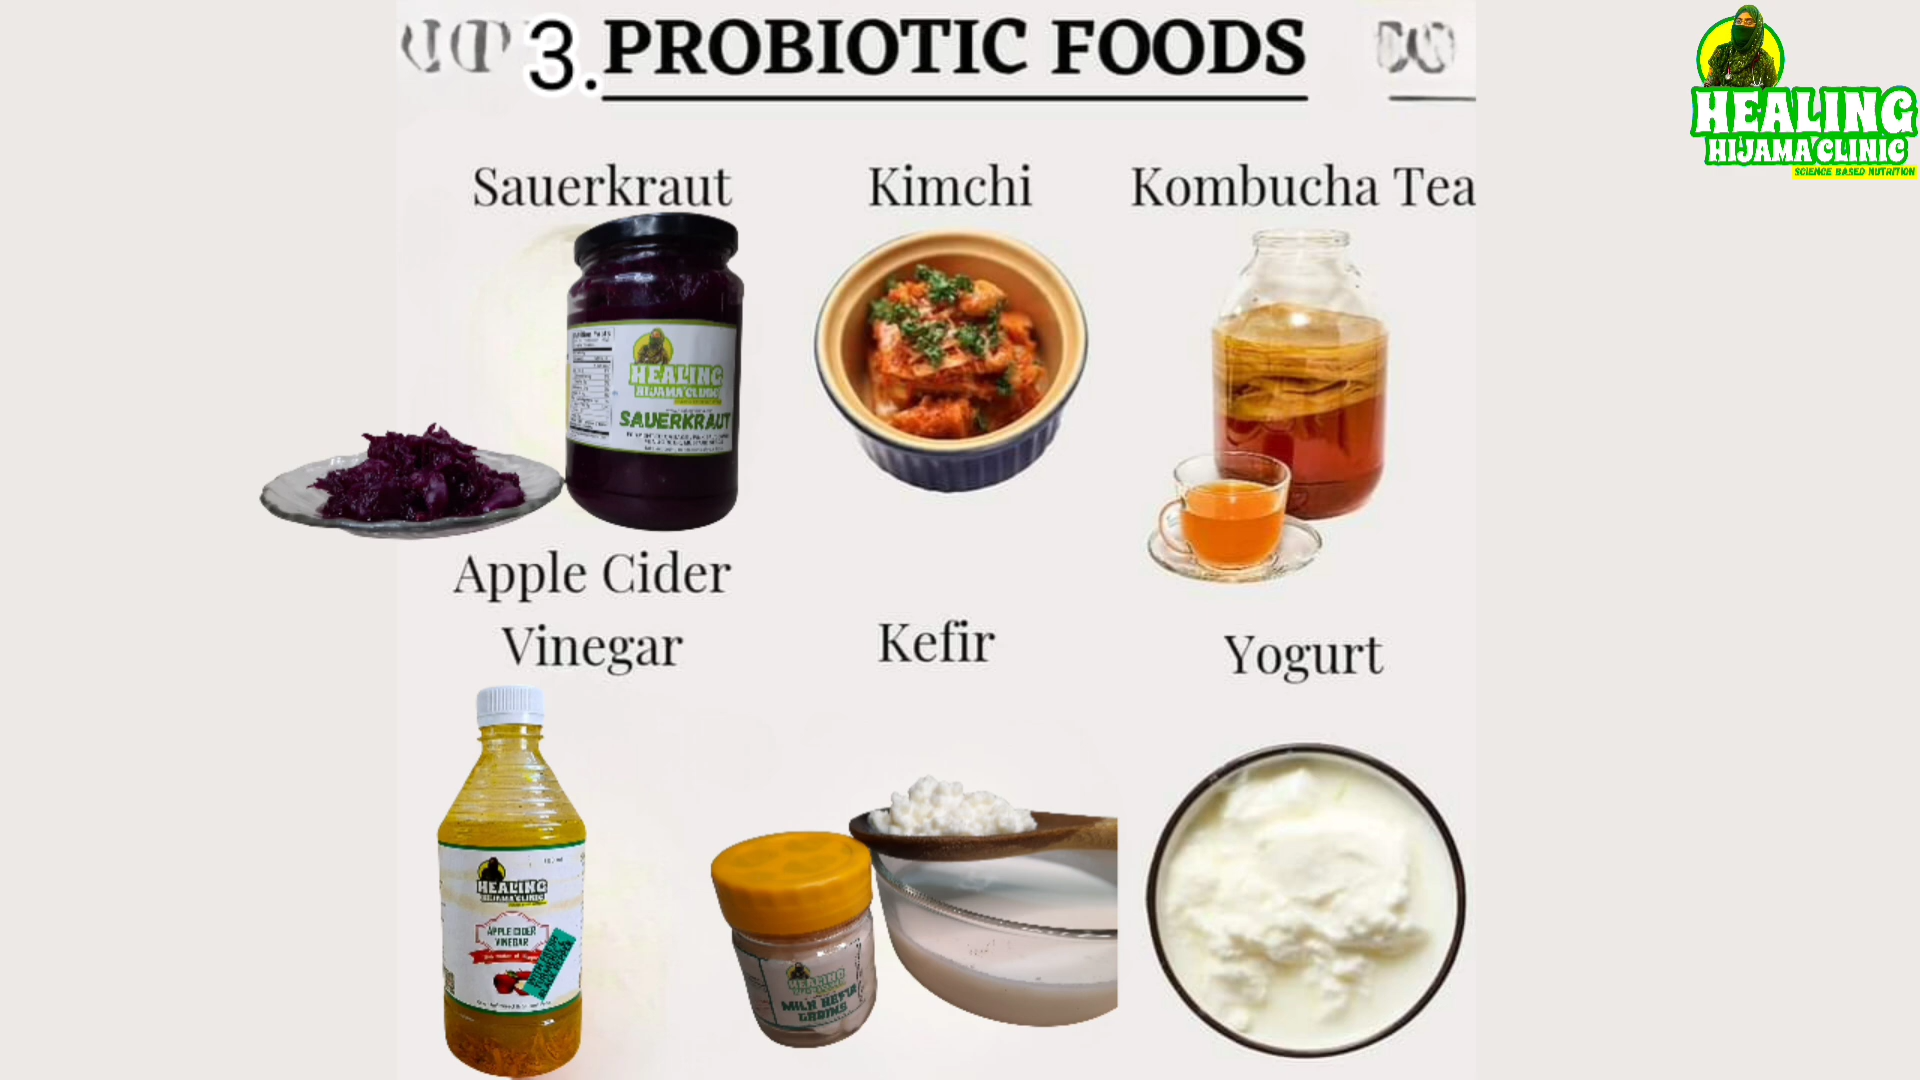 3. PROBIOTIC FOODS
HEALING
HIJAMA CLINIC
SCIENCE BASED NUTRITION
Sauerkraut
Kimchi
Kombucha Tea
HEALING
HIJAMA CLINIC
SAUERKRAUT
Apple Cider
Vinegar
Kefir
Yogurt
HEALING
HIJAMA CLINIC
APPLE CIDER
VINEGAR
HEALING
MILK KEFIR
GRAINS